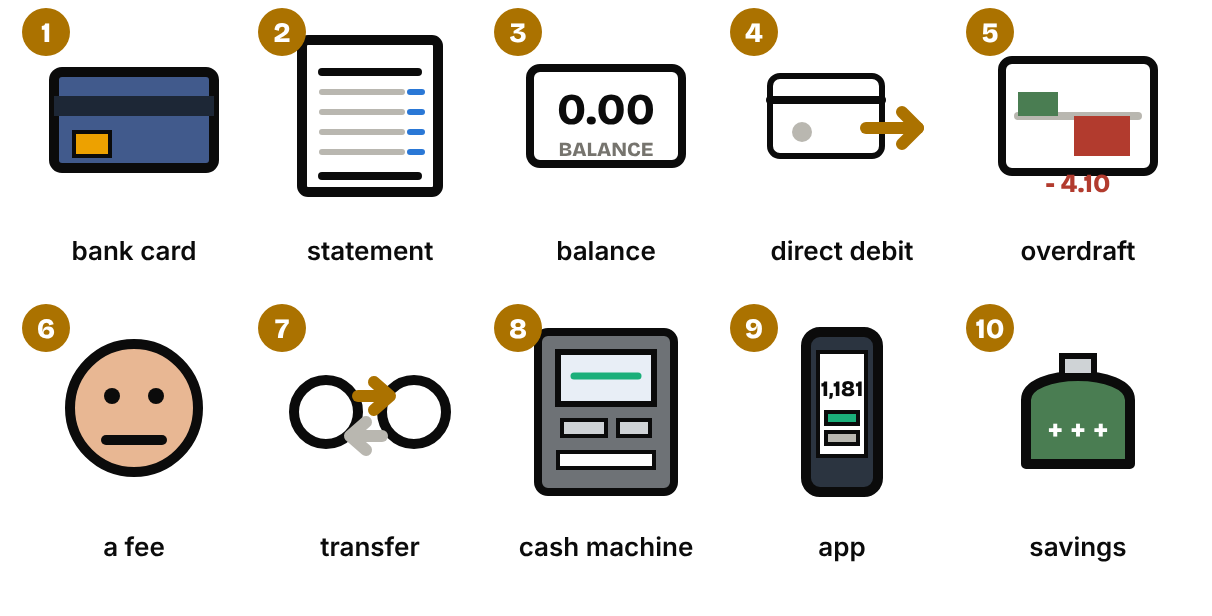 1
2
3
4
5
0.00
BALANCE
- 4.10
bank card
statement
balance
direct debit
overdraft
6
7
8
9
10
1,181
+ + +
a fee
transfer
cash machine
app
savings